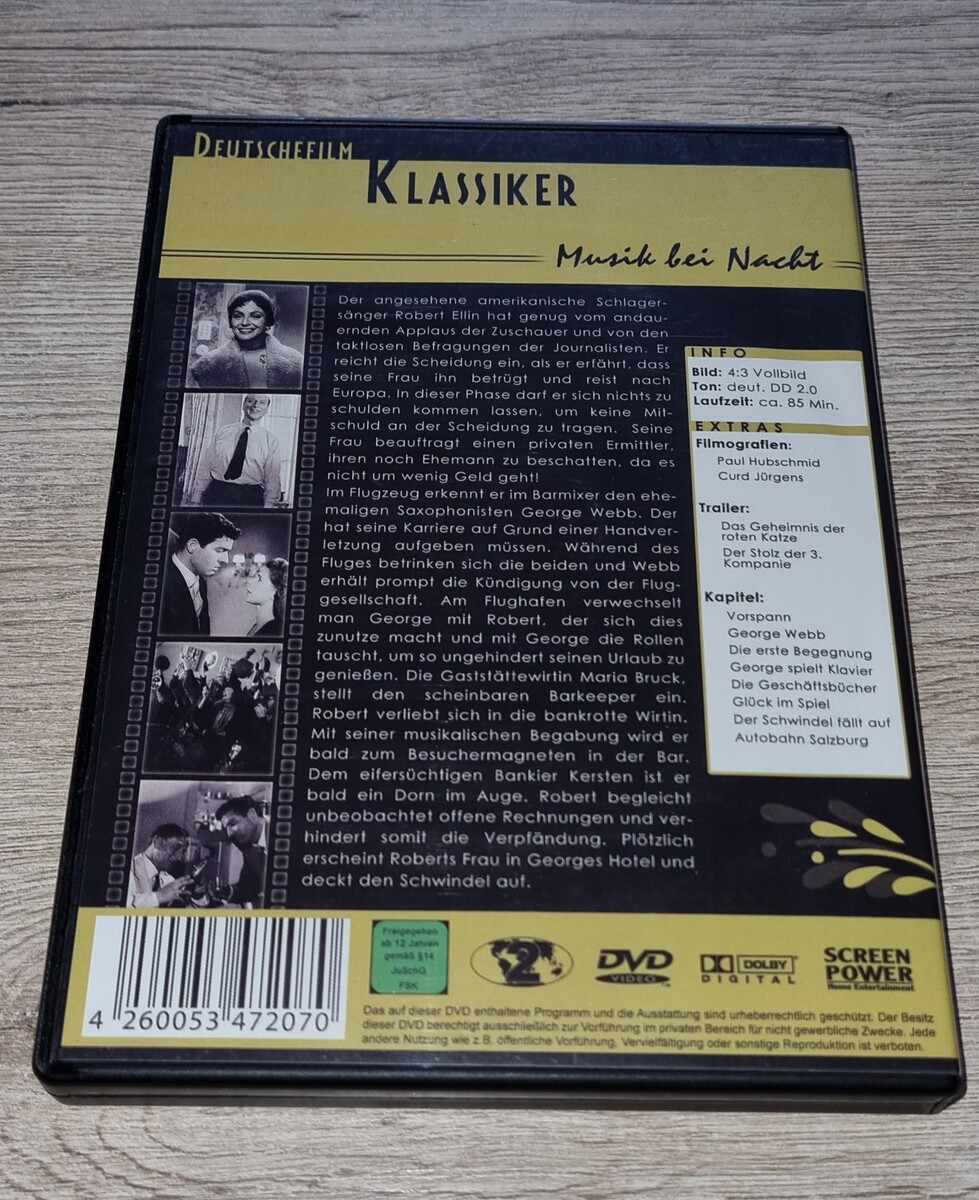 DEUTSCHEFILM
KLASSIKER
Musik bei Nacht
Der angesehene amerikanische Schlager-
sänger Robert Ellin hat genug vom andau-
ernden Applaus der Zuschauer und von den
taktlosen Befragungen der Journalisten. Er
reicht die Scheidung ein, als er erfährt, dass
seine Frau ihn betrügt und reist nach
Europa. In dieser Phase darf er sich nichts zu
schulden kommen lassen, um keine Mit-
schuld an der Scheidung zu tragen. Seine
Frau beauftragt einen privaten Ermittler,
ihren noch Ehemann zu beschatten, da es
nicht um wenig Geld geht!
Im Flugzeug erkennt er im Barmixer den ehe-
maligen Saxophonisten George Webb. Der
hat seine Karriere auf Grund einer Handver-
letzung aufgeben müssen. Während des
Fluges betrinken sich die beiden und Webb
erhält prompt die Kündigung von der Flug-
gesellschaft. Am Flughafen verwechselt
man George mit Robert, der sich dies
zunutze macht und mit George die Rollen
tauscht, um so ungehindert seinen Urlaub zu
genießen. Die Gaststättewirtin Maria Bruck,
stellt den scheinbaren Barkeeper ein.
Robert verliebt sich in die bankrotte Wirtin.
Mit seiner musikalischen Begabung wird er
bald zum Besuchermagneten in der Bar.
Dem eifersüchtigen Bankier Kersten ist er
bald ein Dorn im Auge. Robert begleicht
unbeobachtet offene Rechnungen und ver-
hindert somit die Verpfändung. Plötzlich
erscheint Roberts Frau in Georges Hotel und
deckt den Schwindel auf.
INFO
Bild: 4:3 Vollbild
Ton: deut. DD 2.0
Laufzeit: ca. 85 Min.
EXTRAS
Filmografien:
Paul Hubschmid
Curd Jürgens
Trailer:
Das Geheimnis der
roten Katze
Der Stolz der 3.
Kompanie
Kapitel:
Vorspann
George Webb
Die erste Begegnung
George spielt Klavier
Die Geschäftsbücher
Glück im Spiel
Der Schwindel fällt auf
Autobahn Salzburg
4 260053 472070
Freigegeben
ab 12 Jahren
gemäß §14
JuSchG
FSK
2
DVD
VIDEO
DOLBY
DIGITAL
SCREEN
POWER
Home Entertainment
Das auf dieser DVD enthaltene Programm und die Ausstattung sind urheberrechtlich geschützt. Der Besitz
dieser DVD berechtigt ausschließlich zur Vorführung im privaten Bereich für nicht gewerbliche Zwecke. Jede
andere Nutzung wie z.B. öffentliche Vorführung, Vervielfältigung oder sonstige Reproduktion ist verboten.